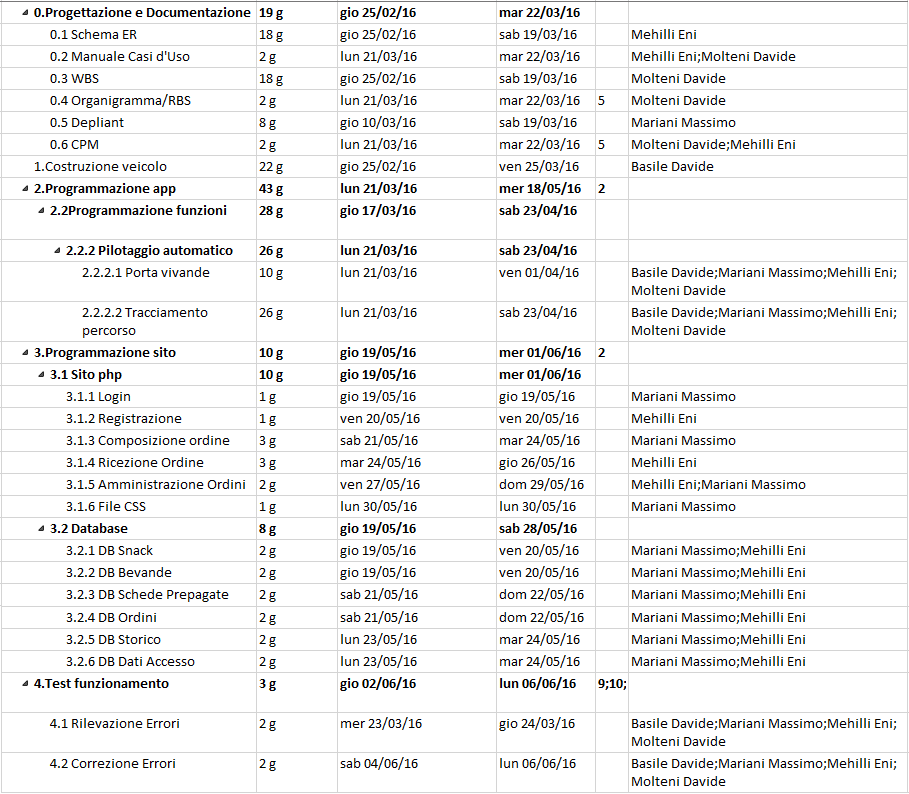 0.Progettazione e Documentazione 19 g gio 25/02/16 mar 22/03/16
0.1 Schema ER 18 g gio 25/02/16 sab 19/03/16 Mehilli Eni
0.2 Manuale Casi d'Uso 2 g lun 21/03/16 mar 22/03/16 Mehilli Eni;Molteni Davide
0.3 WBS 18 g gio 25/02/16 sab 19/03/16 Molteni Davide
0.4 Organigramma/RBS 2 g lun 21/03/16 mar 22/03/16 5 Molteni Davide
0.5 Depliant 8 g gio 10/03/16 sab 19/03/16 Mariani Massimo
0.6 CPM 2 g lun 21/03/16 mar 22/03/16 5 Molteni Davide;Mehilli Eni
1.Costruzione veicolo 22 g gio 25/02/16 ven 25/03/16 Basile Davide
2.Programmazione app 43 g lun 21/03/16 mer 18/05/16 2
2.2Programmazione funzioni 28 g gio 17/03/16 sab 23/04/16
2.2.2 Pilotaggio automatico 26 g lun 21/03/16 sab 23/04/16
2.2.2.1 Porta vivande 10 g lun 21/03/16 ven 01/04/16 Basile Davide;Mariani Massimo;Mehilli Eni;
Molteni Davide
2.2.2.2 Tracciamento 26 g lun 21/03/16 sab 23/04/16 Basile Davide;Mariani Massimo;Mehilli Eni;
percorso Molteni Davide
3.Programmazione sito 10 g gio 19/05/16 mer 01/06/16 2
3.1 Sito php 10 g gio 19/05/16 mer 01/06/16
3.1.1 Login 1 g gio 19/05/16 gio 19/05/16 Mariani Massimo
3.1.2 Registrazione 1 g ven 20/05/16 ven 20/05/16 Mehilli Eni
3.1.3 Composizione ordine 3 g sab 21/05/16 mar 24/05/16 Mariani Massimo
3.1.4 Ricezione Ordine 3 g mar 24/05/16 gio 26/05/16 Mehilli Eni
3.1.5 Amministrazione Ordini 2 g ven 27/05/16 dom 29/05/16 Mehilli Eni;Mariani Massimo
3.1.6 File CSS 1 g lun 30/05/16 lun 30/05/16 Mariani Massimo
3.2 Database 8 g gio 19/05/16 sab 28/05/16
3.2.1 DB Snack 2 g gio 19/05/16 ven 20/05/16 Mariani Massimo;Mehilli Eni
3.2.2 DB Bevande 2 g gio 19/05/16 ven 20/05/16 Mariani Massimo;Mehilli Eni
3.2.3 DB Schede Prepagate 2 g sab 21/05/16 dom 22/05/16 Mariani Massimo;Mehilli Eni
3.2.4 DB Ordini 2 g sab 21/05/16 dom 22/05/16 Mariani Massimo;Mehilli Eni
3.2.5 DB Storico 2 g lun 23/05/16 mar 24/05/16 Mariani Massimo;Mehilli Eni
3.2.6 DB Dati Accesso 2 g lun 23/05/16 mar 24/05/16 Mariani Massimo;Mehilli Eni
4.Test funzionamento 3 g gio 02/06/16 lun 06/06/16 9;10;
4.1 Rilevazione Errori 2 g mer 23/03/16 gio 24/03/16 Basile Davide;Mariani Massimo;Mehilli Eni;
Molteni Davide
4.2 Correzione Errori 2 g sab 04/06/16 lun 06/06/16 Basile Davide;Mariani Massimo;Mehilli Eni;
Molteni Davide